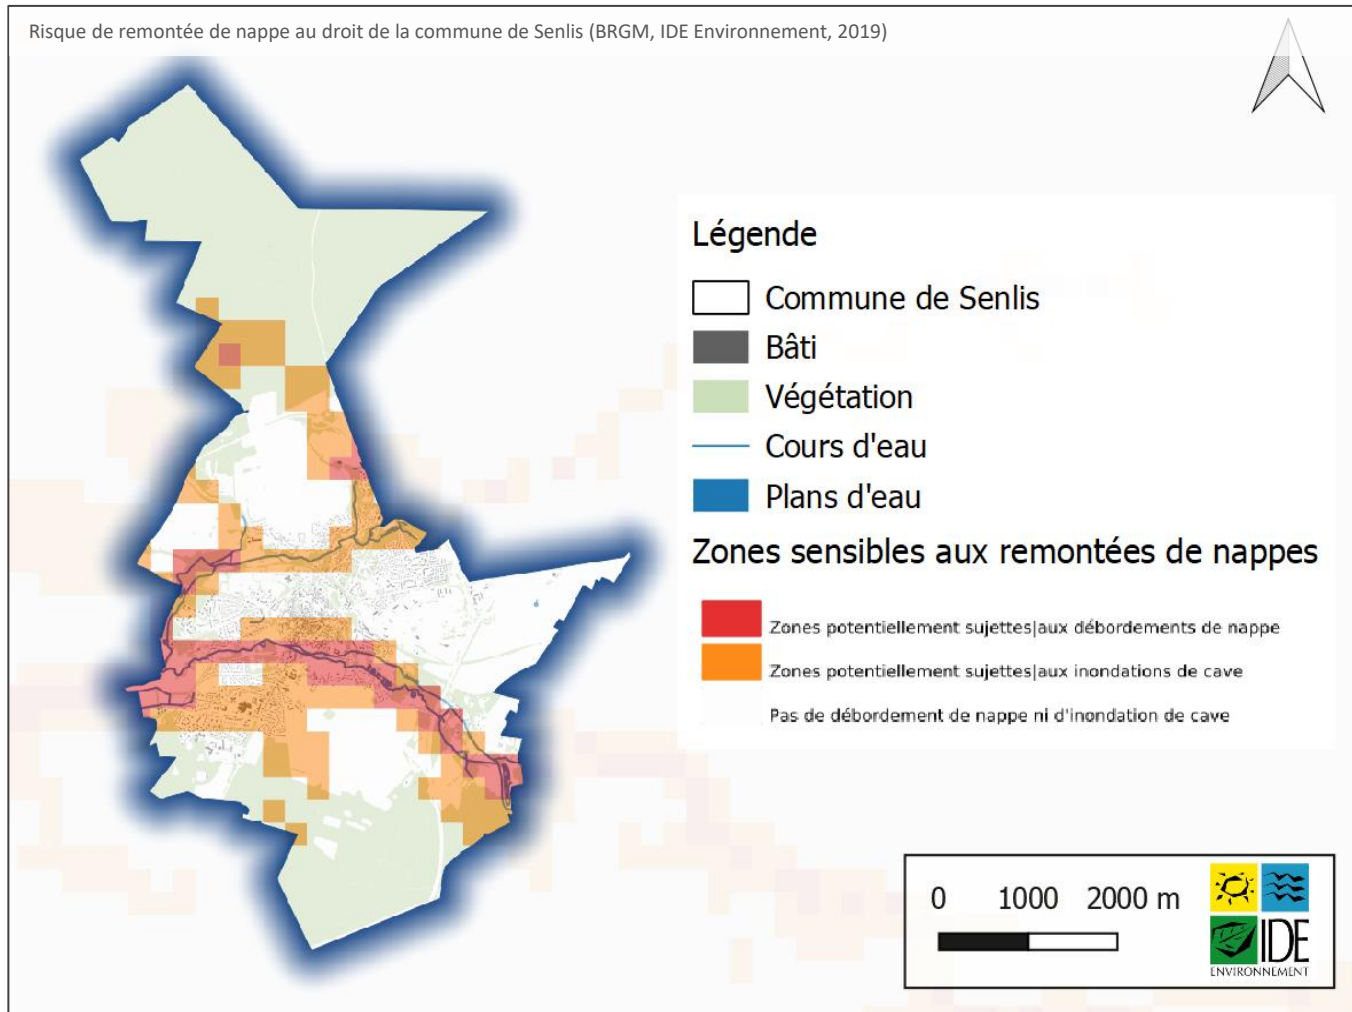 Risque de remontée de nappe au droit de la commune de Senlis (BRGM, IDE Environnement, 2019)
Légende
Commune de Senlis
Bâti
Végétation
Cours d'eau
Plans d'eau
Zones sensibles aux remontées de nappes
Zones potentiellement sujettes|aux débordements de nappe
Zones potentiellement sujettes|aux inondations de cave
Pas de débordement de nappe ni d'inondation de cave
0 1000 2000 m
IDE
ENVIRONNEMENT